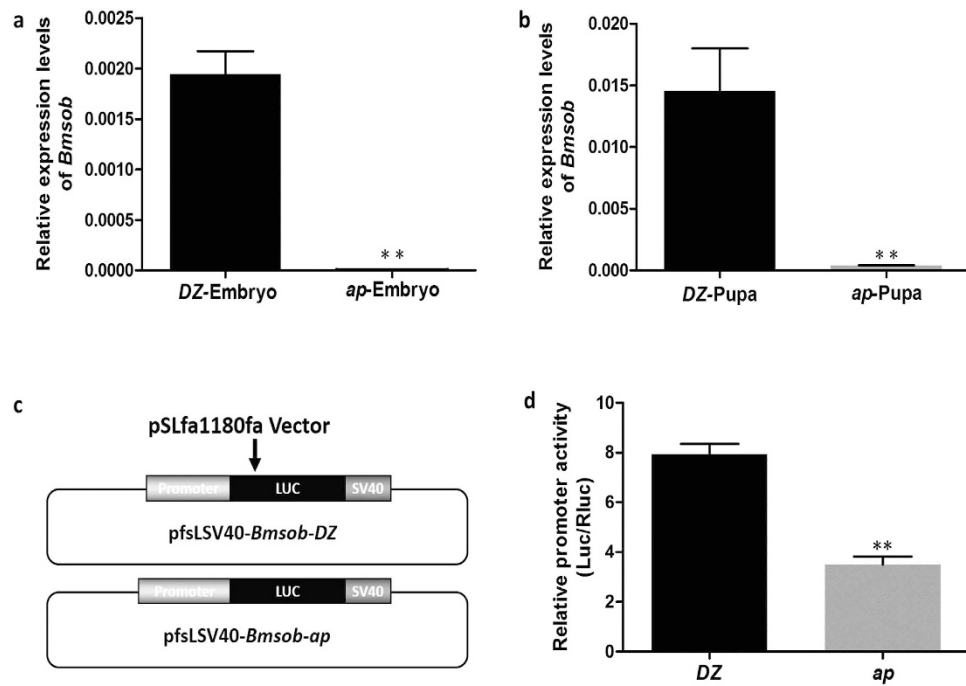 a
Relative expression levels
of Bmsob
0.0025
0.0020
0.0015
0.0010
0.0005
0.0000
**
DZ-Embryo
ap-Embryo
b
Relative expression levels
of Bmsob
0.020
0.015
0.010
0.005
0.000
**
DZ-Pupa
ap-Pupa
c
pSLfa1180fa Vector
Promoter LUC SV40
pfsLSV40-Bmsob-DZ
Promoter LUC SV40
pfsLSV40-Bmsob-ap
d
Relative promoter activity
(Luc/Rluc)
10
8
6
4
2
0
**
DZ
ap